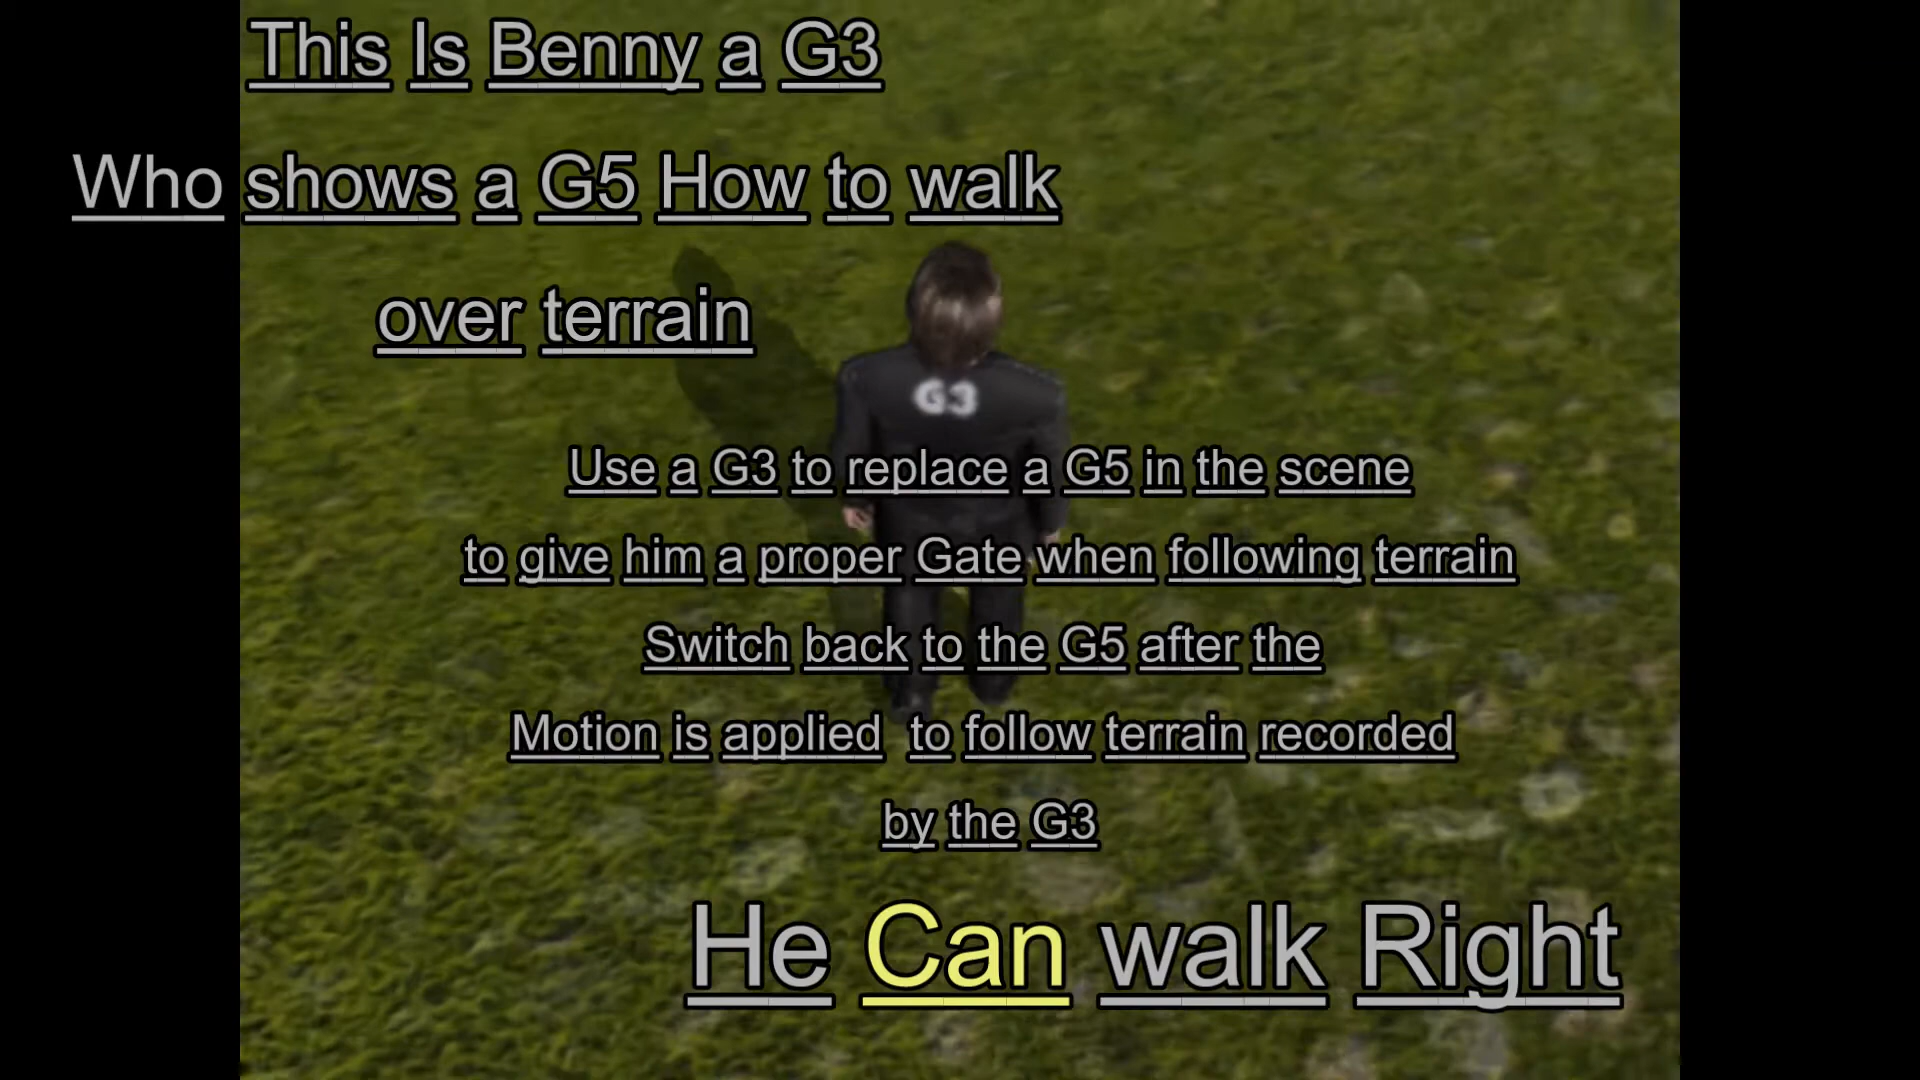 This Is Benny a G3
Who shows a G5 How to walk
over terrain
G3
Use a G3 to replace a G5 in the scene
to give him a proper Gate when following terrain
Switch back to the G5 after the
Motion is applied to follow terrain recorded
by the G3
He Can walk Right